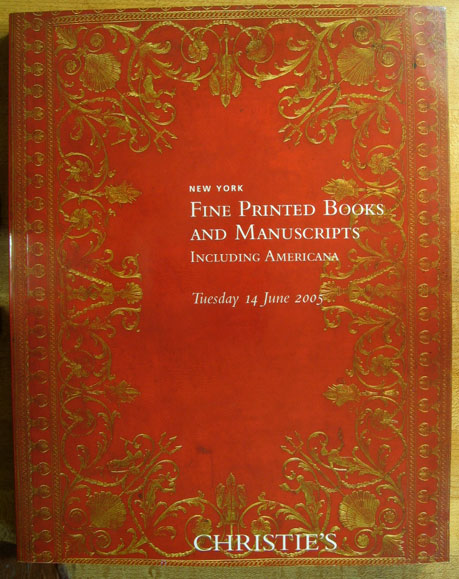 NEW YORK
FINE PRINTED BOOKS
AND MANUSCRIPTS
INCLUDING AMERICANA
Tuesday 14 June 2005
CHRISTIE'S